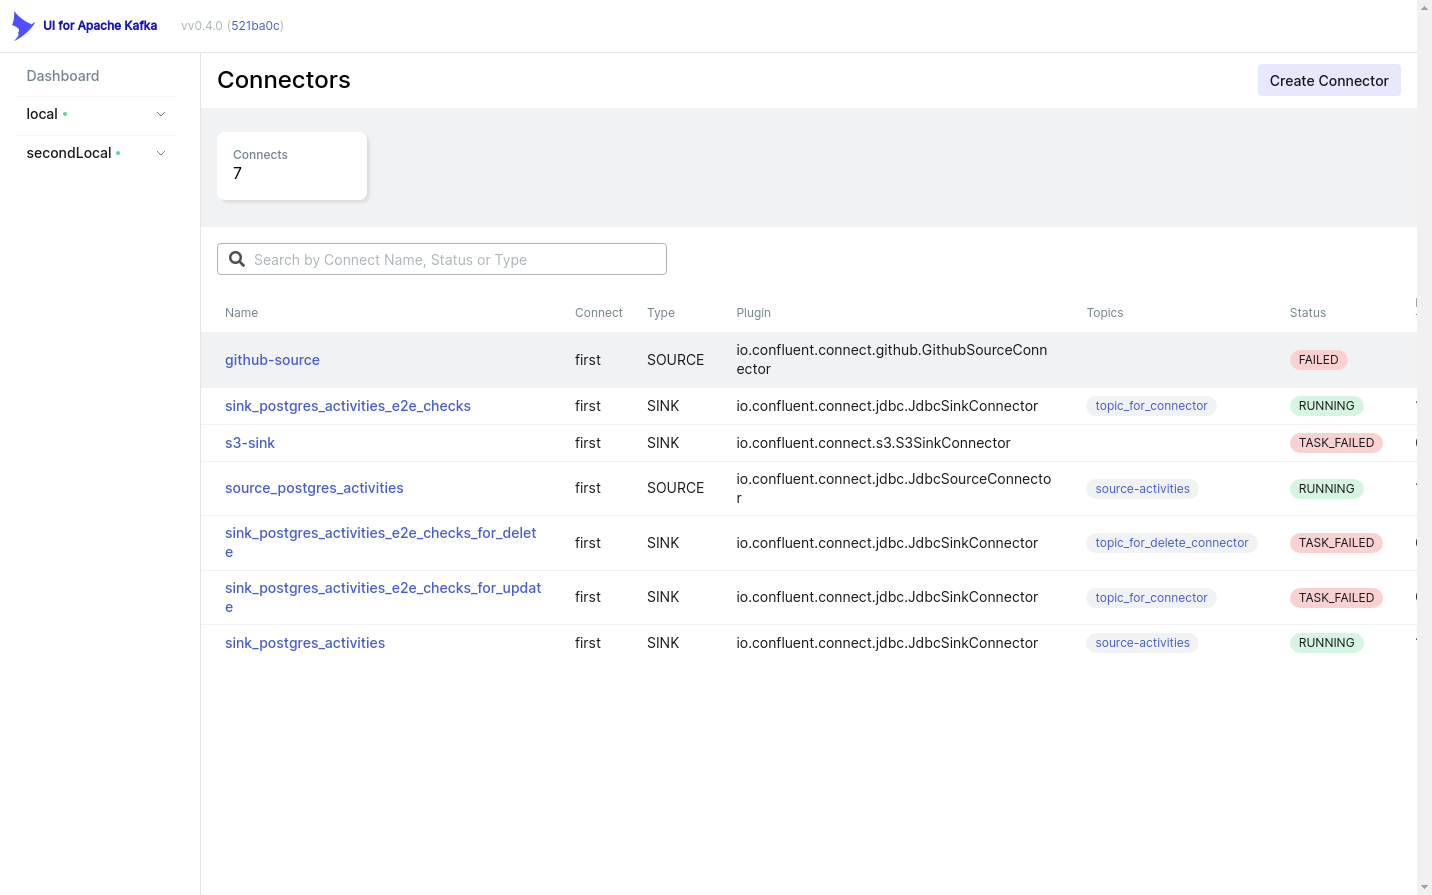 UI for Apache Kafka vv0.4.0 (521ba0c)
Dashboard
local
secondLocal
Connectors
Create Connector
Connects
7
Search by Connect Name, Status or Type
Name Connect Type Plugin Topics Status
github-source first SOURCE io.confluent.connect.github.GithubSourceConn
ector FAILED
sink_postgres_activities_e2e_checks first SINK io.confluent.connect.jdbc.JdbcSinkConnector topic_for_connector RUNNING
s3-sink first SINK io.confluent.connect.s3.S3SinkConnector TASK_FAILED
source_postgres_activities first SOURCE io.confluent.connect.jdbc.JdbcSourceConnecto
r source-activities RUNNING
sink_postgres_activities_e2e_checks_for_delet
e first SINK io.confluent.connect.jdbc.JdbcSinkConnector topic_for_delete_connector TASK_FAILED
sink_postgres_activities_e2e_checks_for_updat
e first SINK io.confluent.connect.jdbc.JdbcSinkConnector topic_for_connector TASK_FAILED
sink_postgres_activities first SINK io.confluent.connect.jdbc.JdbcSinkConnector source-activities RUNNING